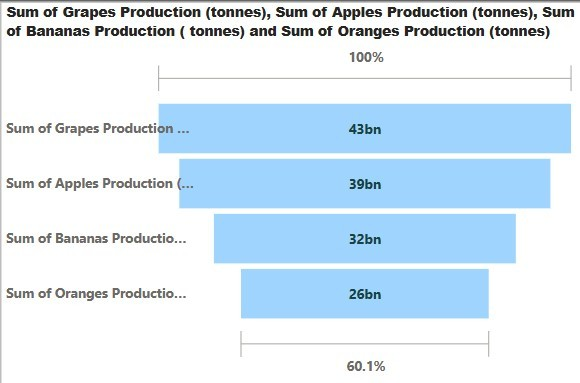 Sum of Grapes Production (tonnes), Sum of Apples Production (tonnes), Sum
of Bananas Production ( tonnes) and Sum of Oranges Production (tonnes)
100%
Sum of Grapes Production ... 43bn
Sum of Apples Production (... 39bn
Sum of Bananas Productio... 32bn
Sum of Oranges Productio... 26bn
60.1%